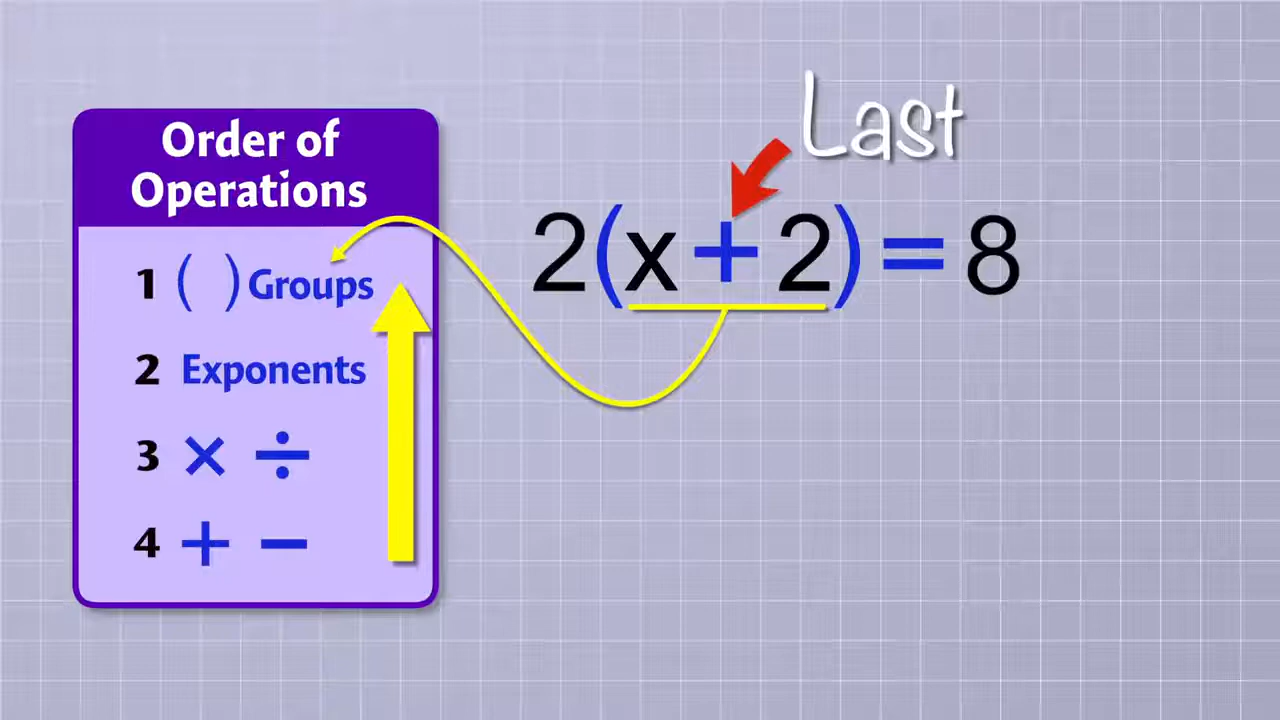 Order of
Operations
1 ( ) Groups
2 Exponents
3 × ÷
4 + −
Last
2(x + 2) = 8